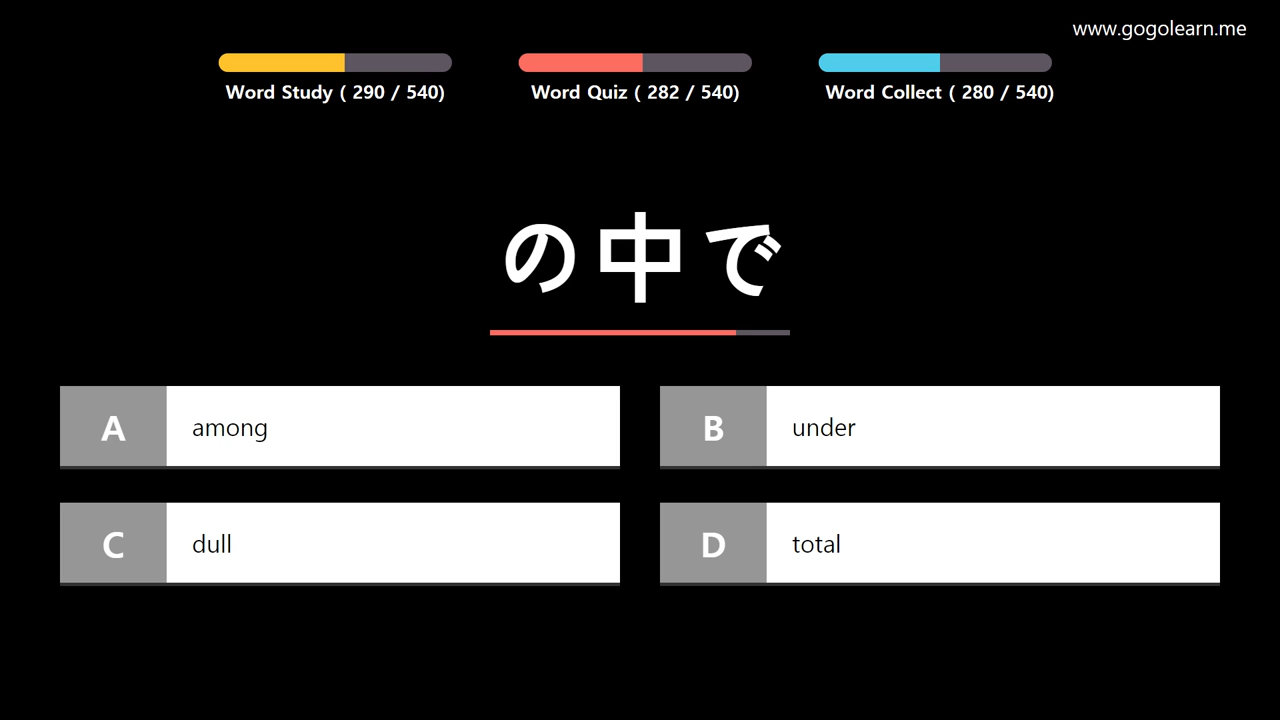 www.gogolearn.me
Word Study ( 290 / 540)
Word Quiz ( 282 / 540)
Word Collect ( 280 / 540)
の中で
A among
B under
C dull
D total